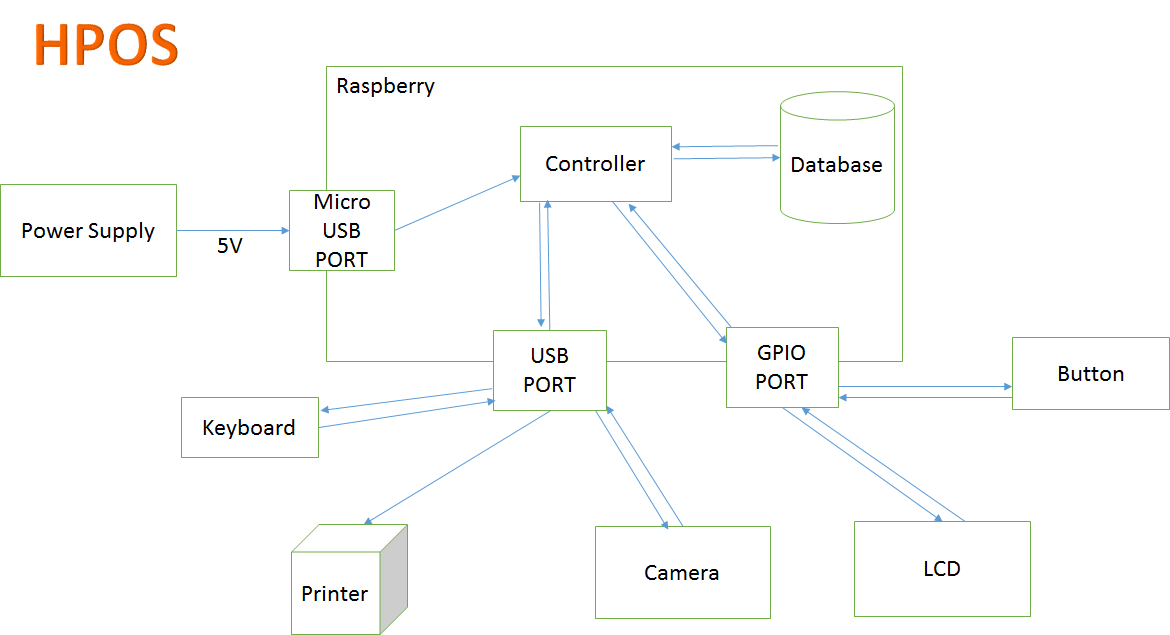 HPOS
Raspberry
Controller
Database
Micro
USB
PORT
Power Supply
5V
USB
PORT
GPIO
PORT
Button
Keyboard
Printer
Camera
LCD